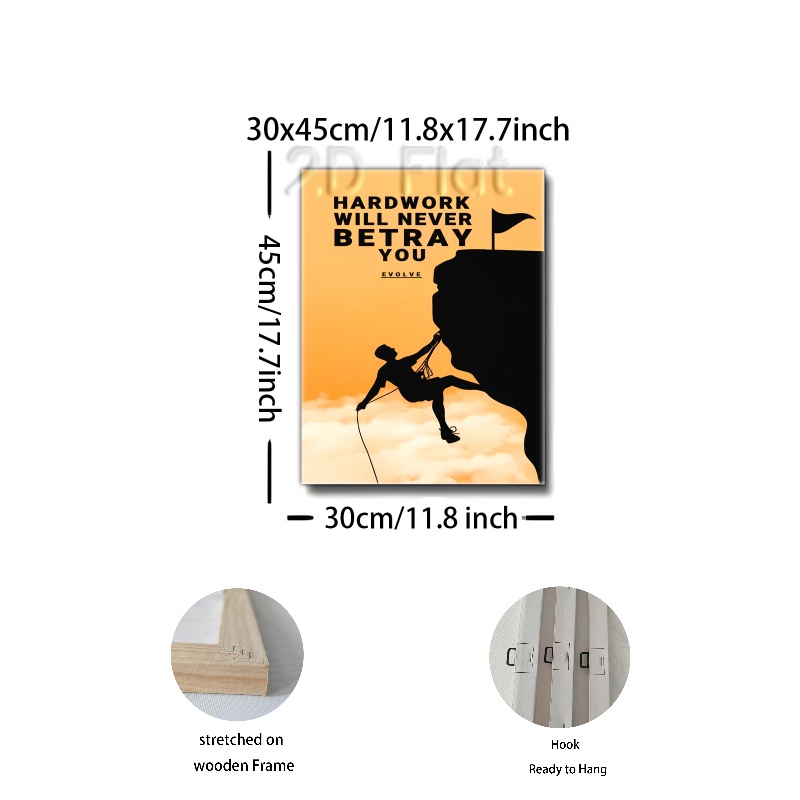 30x45cm/11.8x17.7inch
2D Flat
HARDWORK
WILL NEVER
BETRAY
YOU
EVOLVE
45cm/17.7inch
30cm/11.8 inch
stretched on
wooden Frame
Hook
Ready to Hang